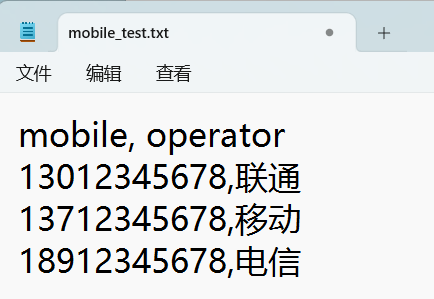 mobile_test.txt
文件 编辑 查看
mobile, operator
13012345678,联通
13712345678,移动
18912345678,电信